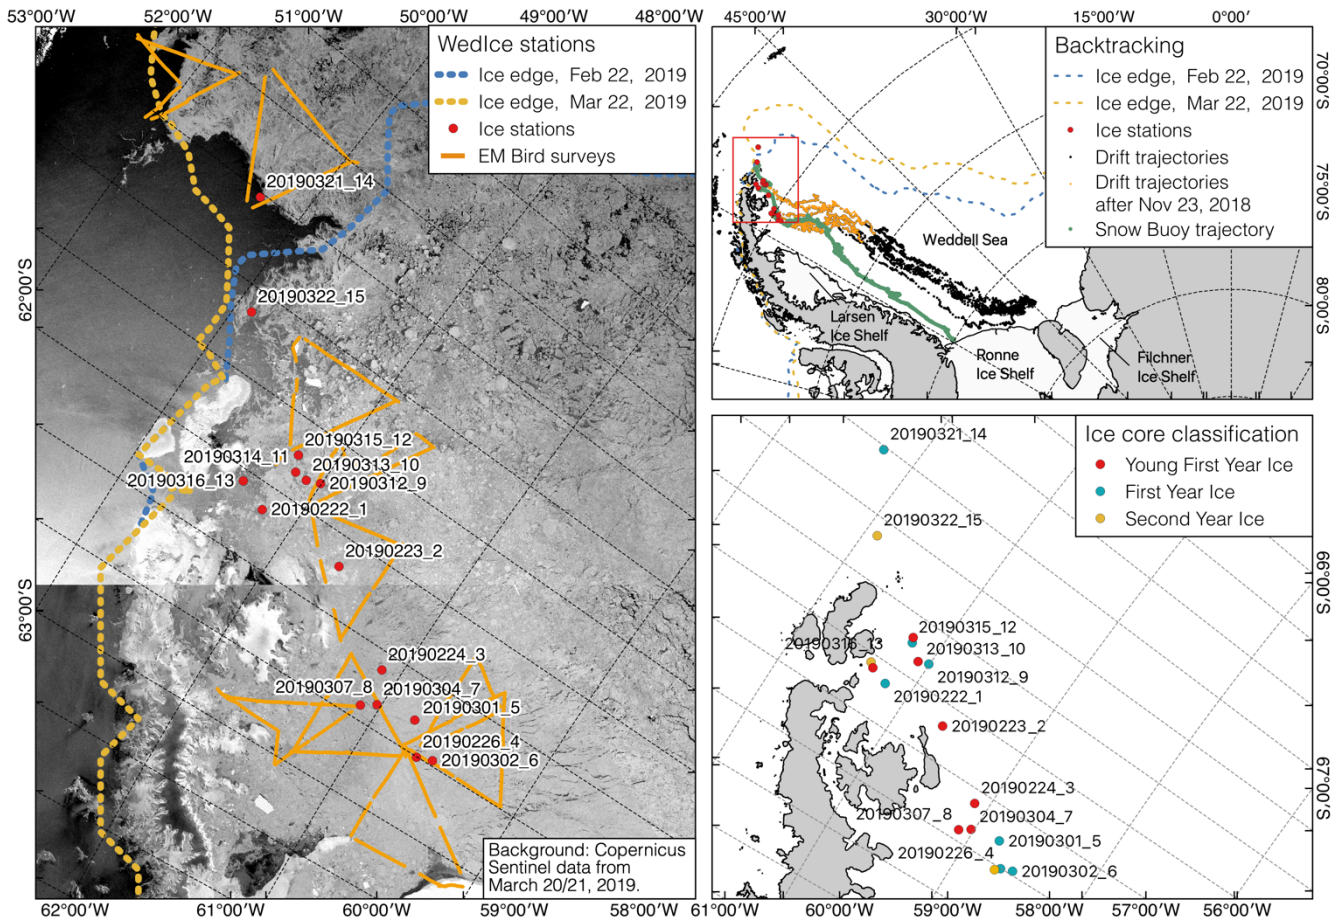 53°00'W
52°00'W
51°00'W
50°00'W
49°00'W
48°00'W
WedIce stations
Ice edge, Feb 22, 2019
Ice edge, Mar 22, 2019
Ice stations
EM Bird surveys
20190321_14
20190322_15
20190315_12
20190314_11
20190313_10
20190316_13
20190312_9
20190222_1
20190223_2
20190224_3
20190307_8
20190304_7
20190301_5
20190226_4
20190302_6
62°00'S
63°00'S
Background: Copernicus
Sentinel data from
March 20/21, 2019.
62°00'W
61°00'W
60°00'W
59°00'W
58°00'W
45°00'W
30°00'W
15°00'W
0°00'
Backtracking
Ice edge, Feb 22, 2019
Ice edge, Mar 22, 2019
Ice stations
Drift trajectories
Drift trajectories
after Nov 23, 2018
Snow Buoy trajectory
Weddell Sea
Larsen
Ice Shelf
Ronne
Ice Shelf
Filchner
Ice Shelf
70°00'S
75°00'S
80°00'S
Ice core classification
Young First Year Ice
First Year Ice
Second Year Ice
20190321_14
20190322_15
20190315_12
20190316_13
20190313_10
20190312_9
20190222_1
20190223_2
20190224_3
20190307_8
20190304_7
20190301_5
20190226_4
20190302_6
66°00'S
67°00'S
61°00'W
60°00'W
59°00'W
58°00'W
57°00'W
56°00'W